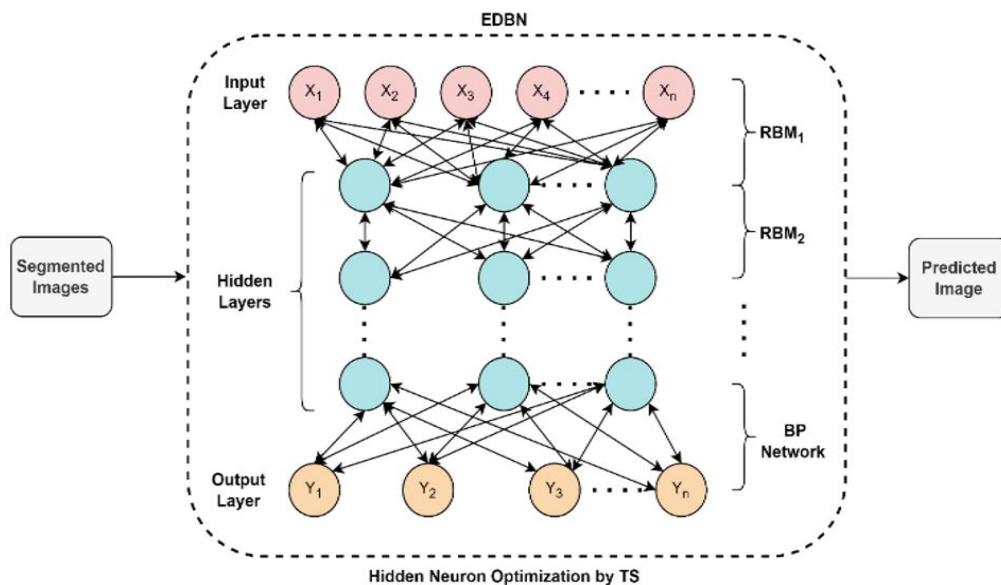 EDBN
Input
Layer
X1 X2 X3 X4 Xn
RBM1
RBM2
Segmented
Images
Hidden
Layers
Predicted
Image
BP
Network
Output
Layer
Y1 Y2 Y3 Yn
Hidden Neuron Optimization by TS